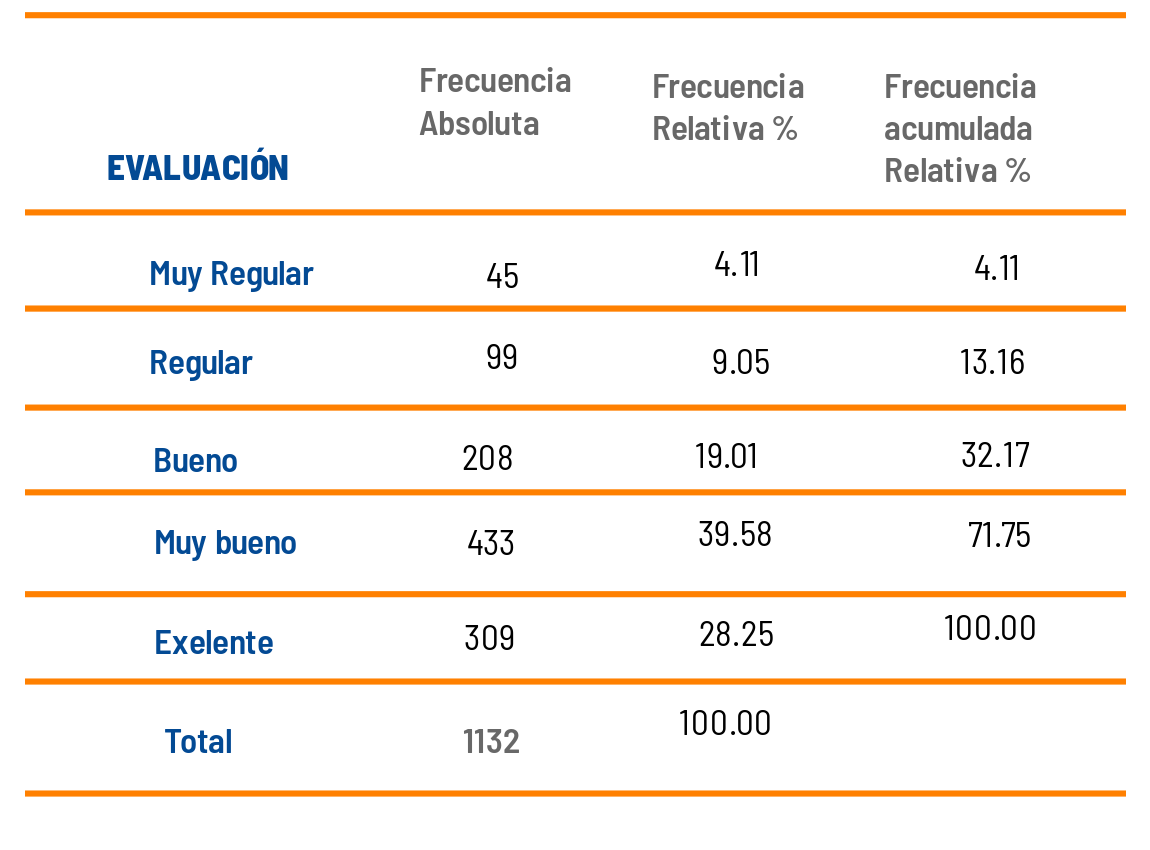 EVALUACIÓN
Frecuencia
Absoluta
Frecuencia
Relativa %
Frecuencia
acumulada
Relativa %
Muy Regular 45 4.11 4.11
Regular 99 9.05 13.16
Bueno 208 19.01 32.17
Muy bueno 433 39.58 71.75
Exelente 309 28.25 100.00
Total 1132 100.00